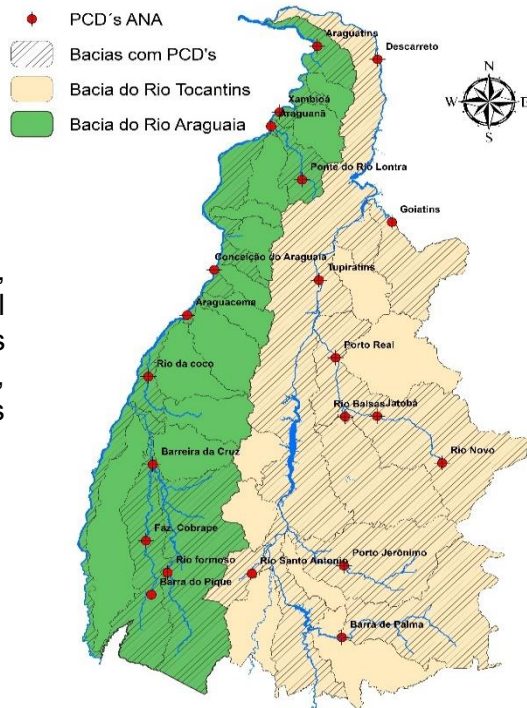 PCD´s ANA
Bacias com PCD's
Bacia do Rio Tocantins
Bacia do Rio Araguaia
N
W
E
S
Araguatins
Descarreto
Xambioá
Araguanã
Ponte do Rio Lontra
Goiatins
Conceição do Araguaia
Tupiratins
Araguacema
Porto Real
Rio da coco
Rio Balsas
Jatobá
Rio Novo
Barreira da Cruz
Faz. Cobrape
Rio formoso
Barra do Pique
Rio Santo Antonio
Porto Jerônimo
Barra de Palma
,
l
s
,
s